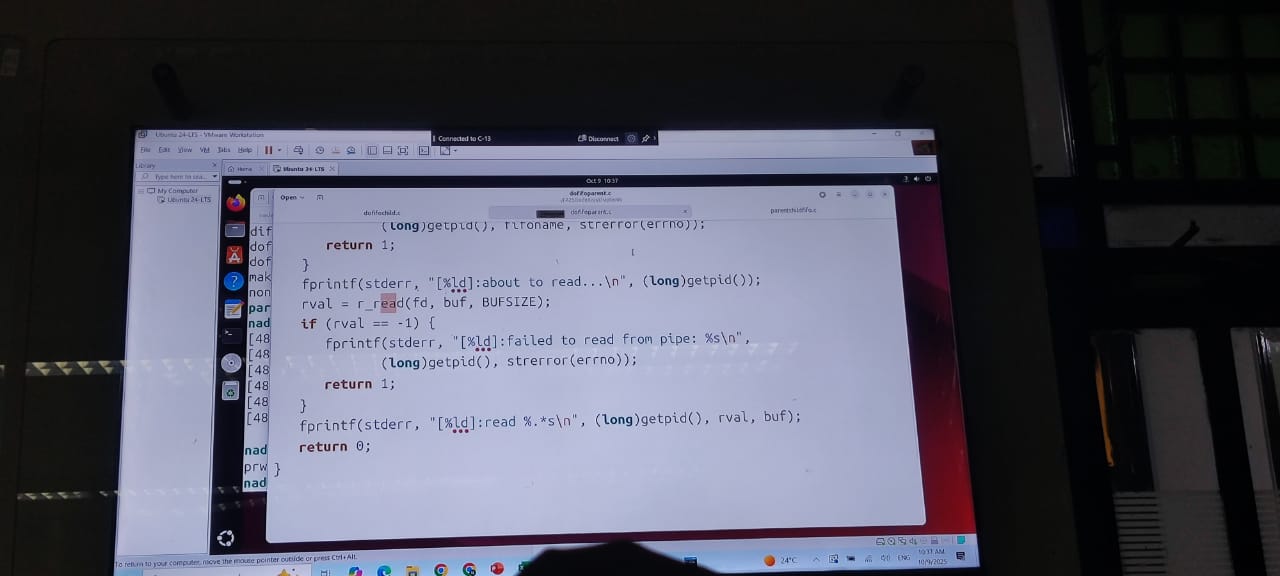 Ubuntu 24-LTS - VMware Workstation
Connected to C-13
Disconnect
File Edit View VM Tabs Help
Library
Type here to sea...
My Computer
Ubuntu 24-LTS
Home
Ubuntu 24-LTS
Oct 9 10:37
Open
dofifoparent.c
dofifochild.c
dofifoparent.c
parentchildfifo.c
dif
dof
dof
mak
non
par
nad
[48
[48
[48
[48
[48
[48
nad
prw
nad
(long)getpid(), fifoname, strerror(errno));
return 1;
}
fprintf(stderr, "[%ld]:about to read...\n", (long)getpid());
rval = r_read(fd, buf, BUFSIZE);
if (rval == -1) {
fprintf(stderr, "[%ld]:failed to read from pipe: %s\n",
(long)getpid(), strerror(errno));
return 1;
}
fprintf(stderr, "[%ld]:read %.*s\n", (long)getpid(), rval, buf);
return 0;
}
To return to your computer, move the mouse pointer outside or press Ctrl+Alt.
24°C
ENG
10:37 AM
10/9/2025